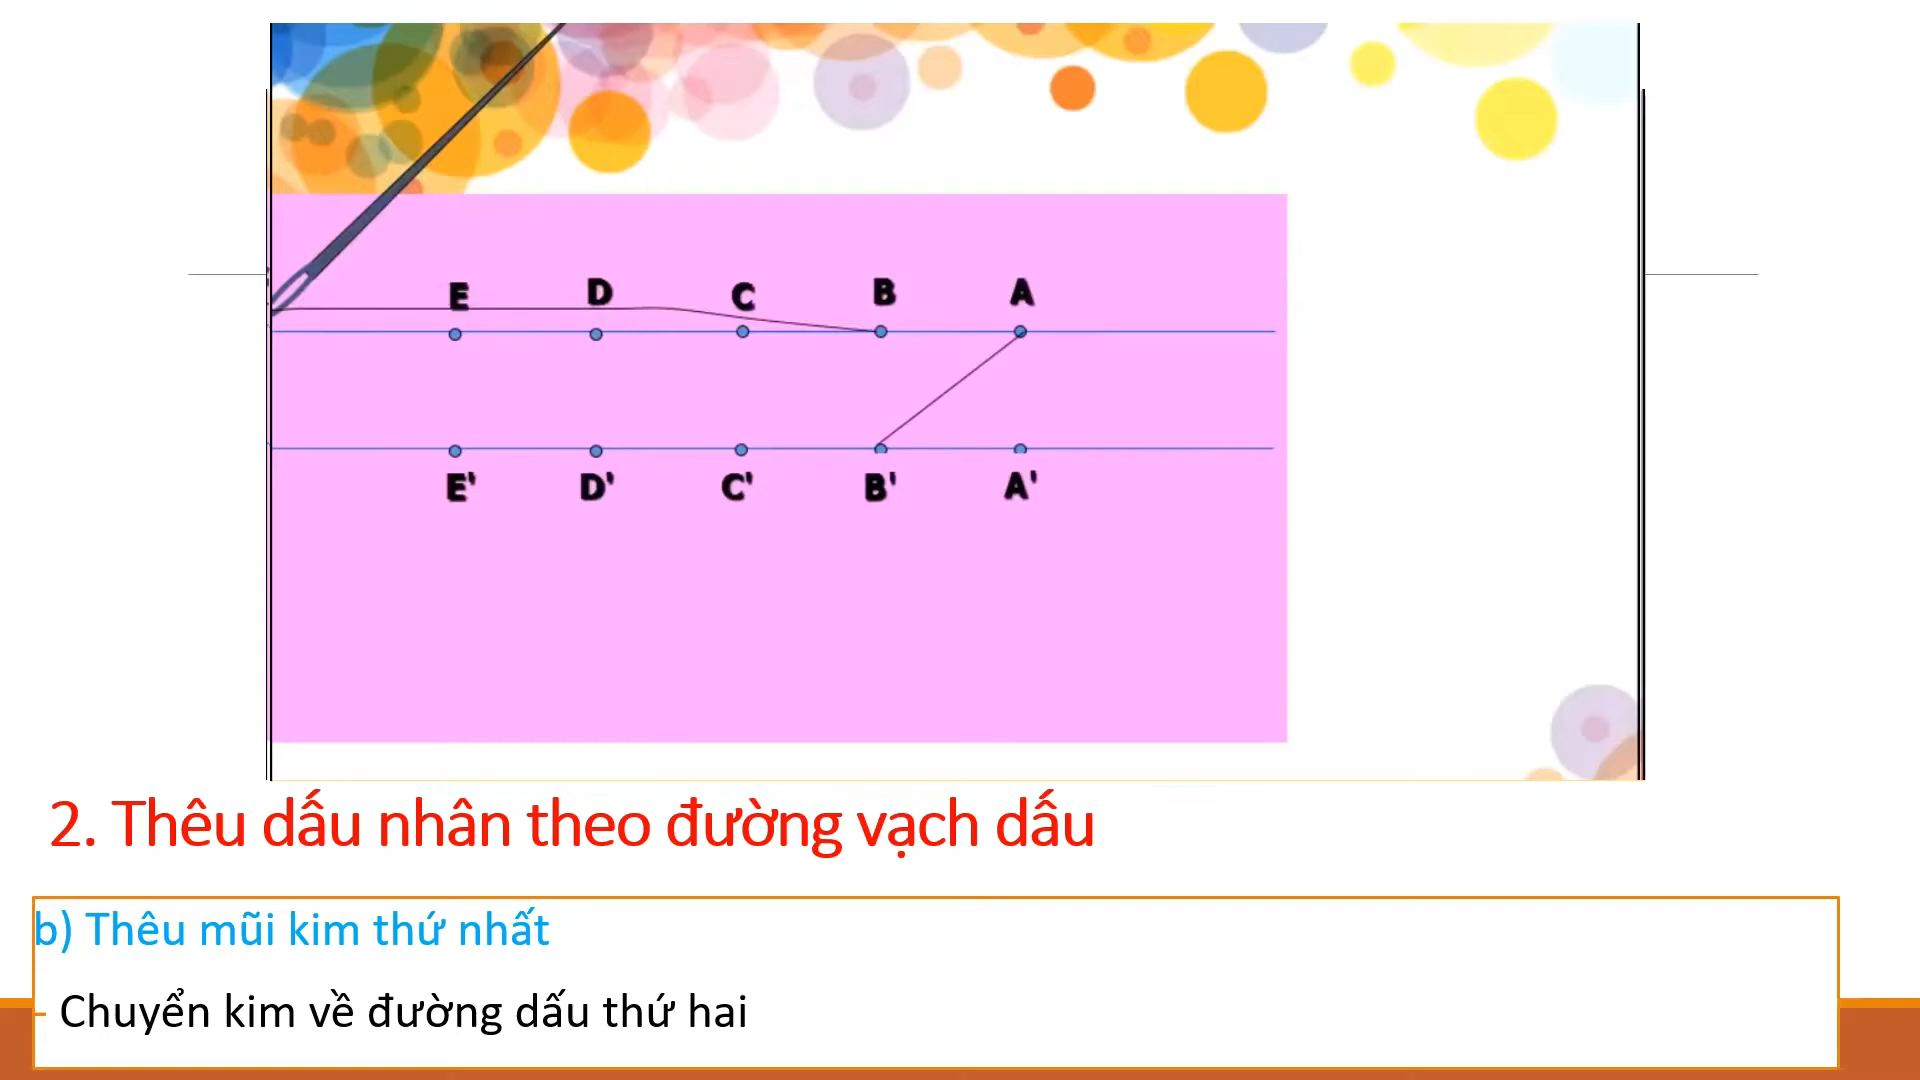 E D C B A
E' D' C' B' A'
2. Thêu dấu nhân theo đường vạch dấu
b) Thêu mũi kim thứ nhất
- Chuyển kim về đường dấu thứ hai